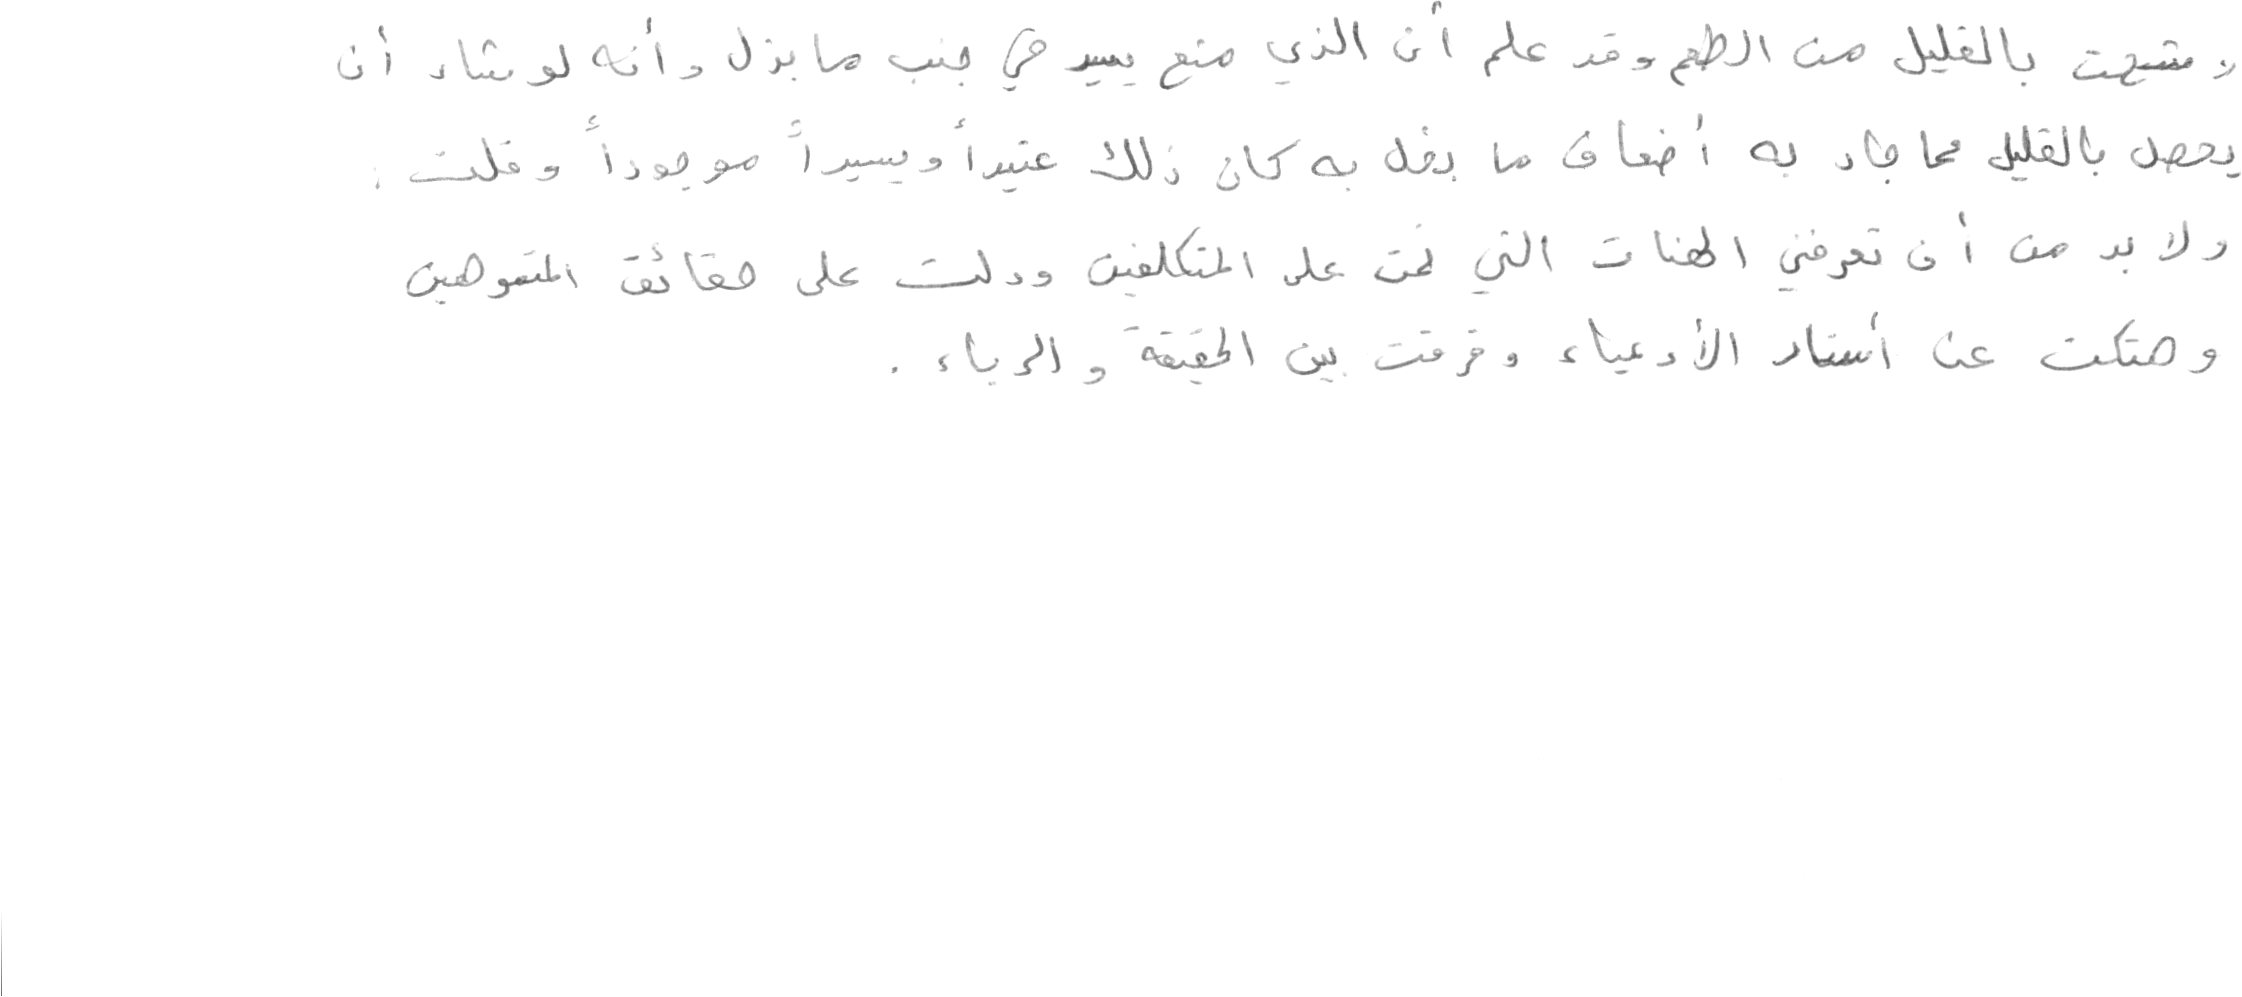 وتشهت بالقليل من الطعم وقد علم أن الذي منع يسير في جنب ما بذل وأنه لو شاء أن
يحصل بالقليل مما جاد به أضعاف ما بخل به كان ذلك عتيداً ويسيراً موجوداً وقلت :
ولا بد من أن تعرفني الهنات التي نمت على المتكلفين ودلت على حقائق المتموهين
وهتكت عن أستار الأدعياء وفرقت بين الحقيقة والرياء .